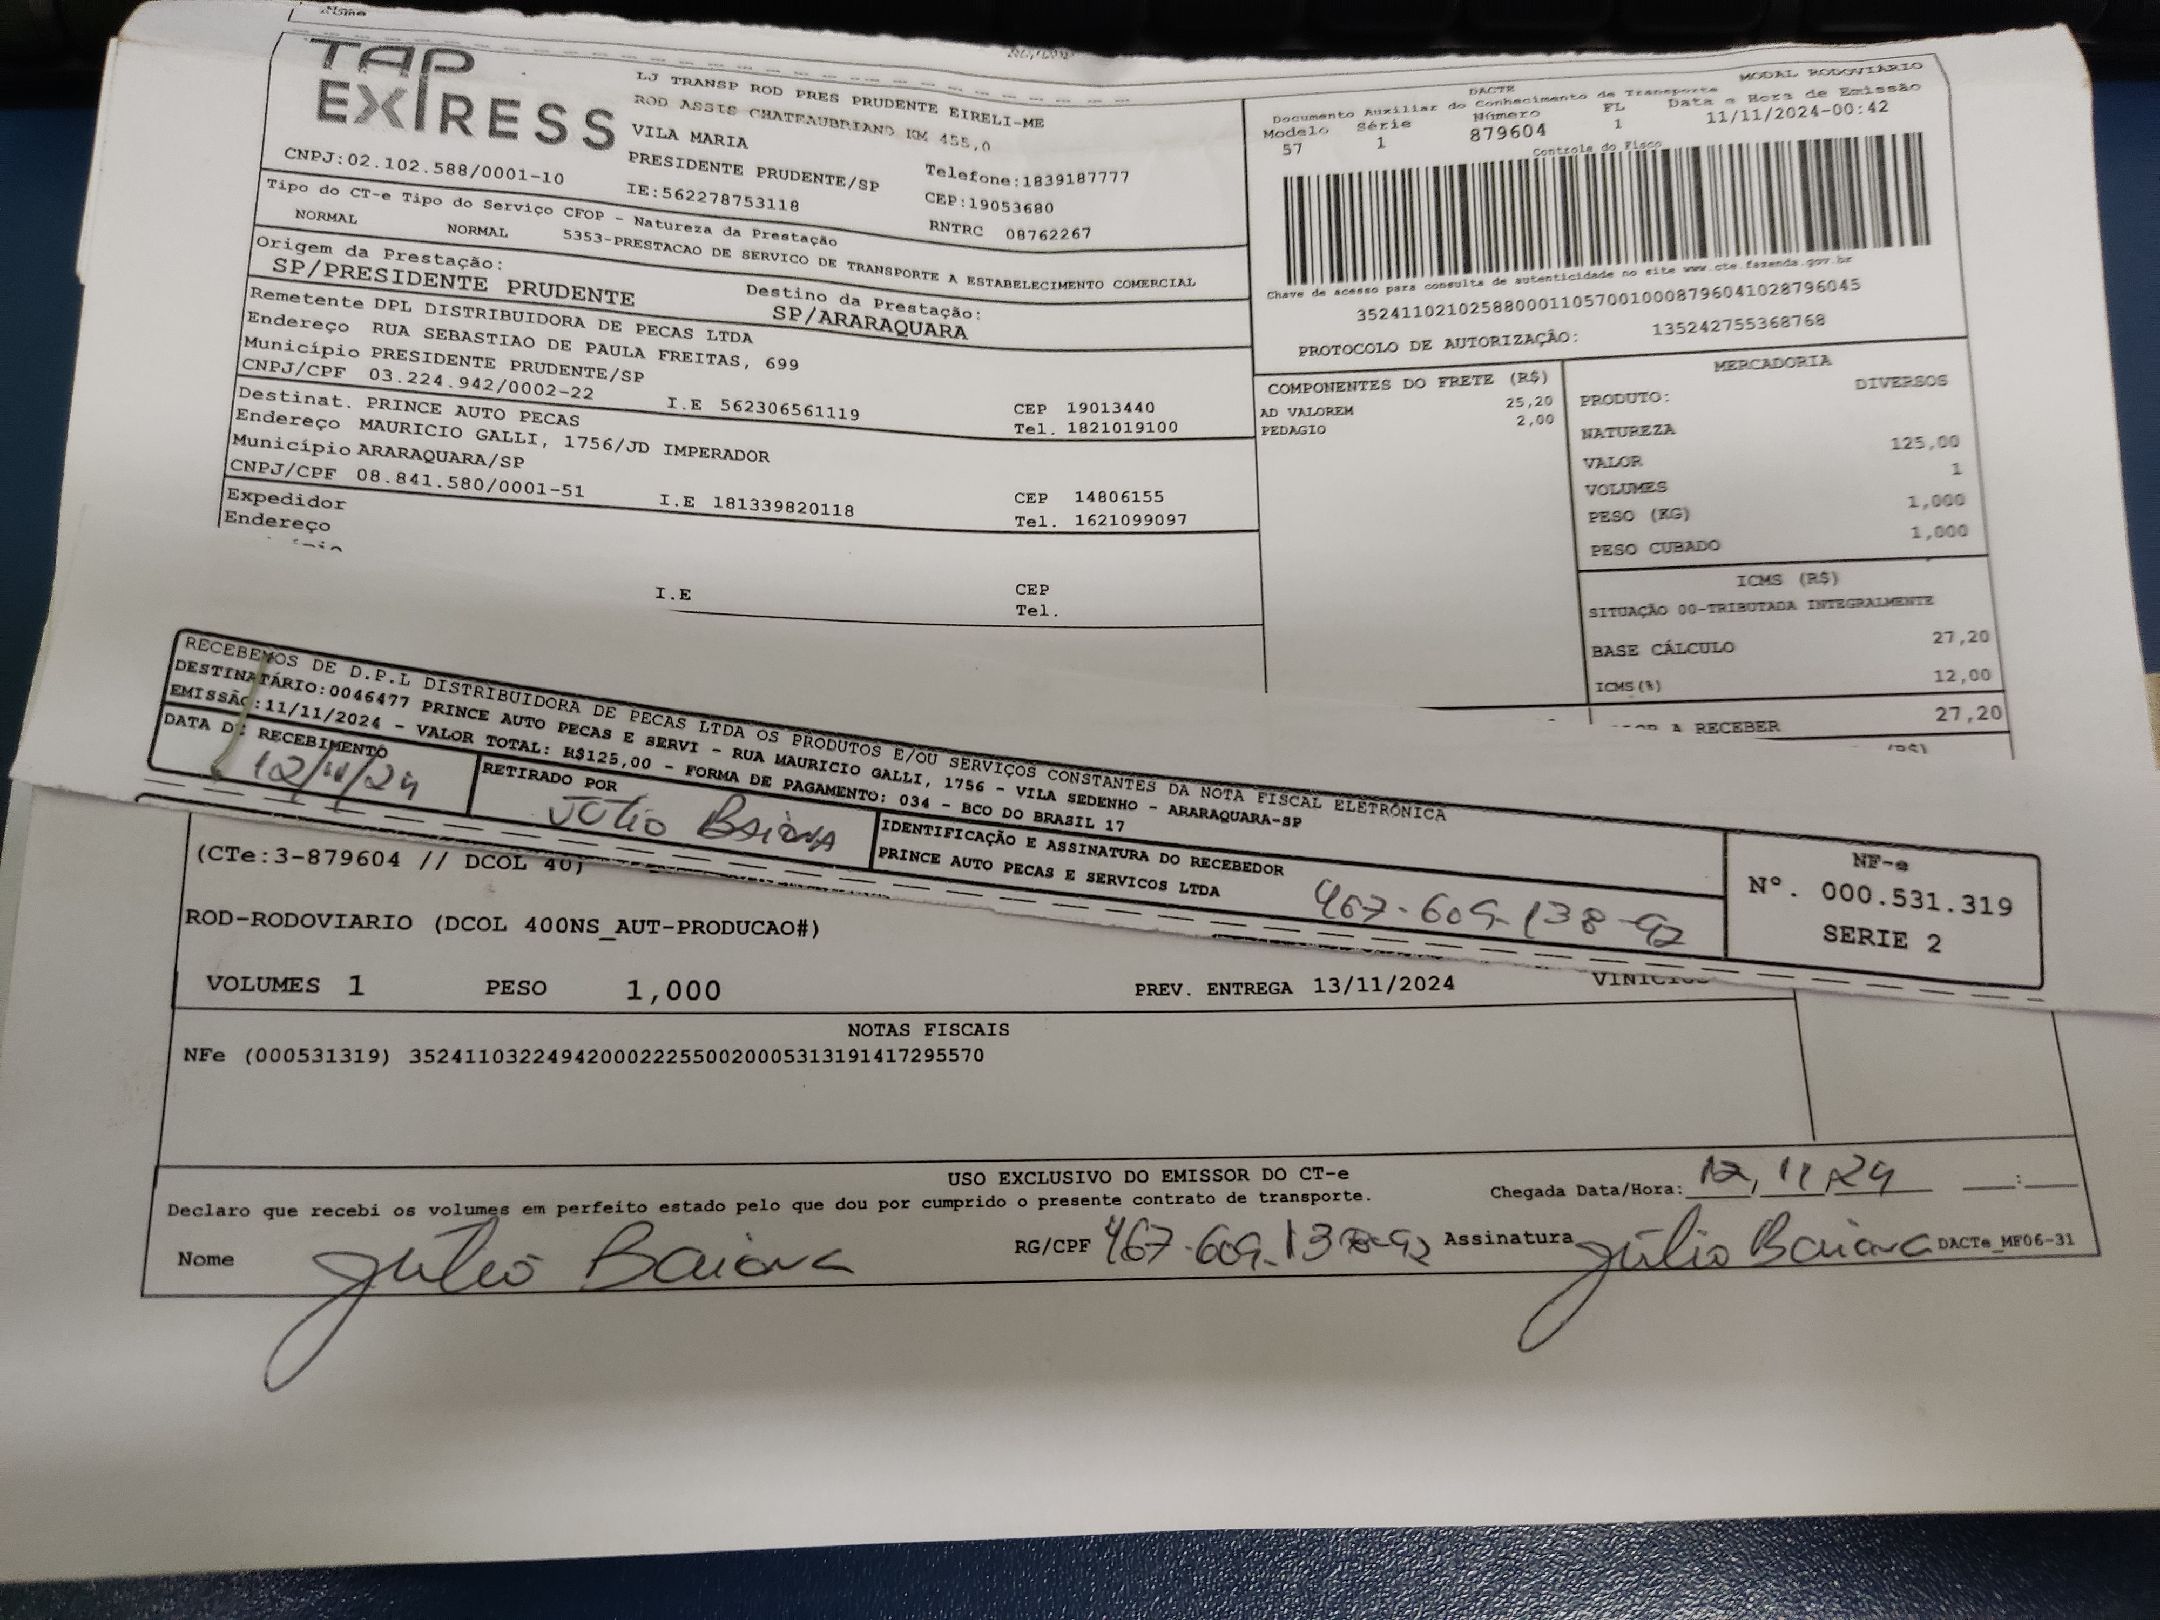 Nome
TAP
EXPRESS
LJ TRANSP ROD PRES PRUDENTE EIRELI-ME
ROD ASSIS CHATEAUBRIAND KM 455,0
VILA MARIA
PRESIDENTE PRUDENTE/SP
Telefone:1839187777
CNPJ:02.102.588/0001-10
IE:562278753118
CEP:19053680
RNTRC 08762267
MODAL RODOVIÁRIO
DACTE
Documento Auxiliar do Conhecimento de Transporte
Modelo Série Número FL Data e Hora de Emissão
57 1 879604 1 11/11/2024-00:42
Controle do Fisco
Chave de acesso para consulta de autenticidade no site www.cte.fazenda.gov.br
35241102102588000110570010008796041028796045
PROTOCOLO DE AUTORIZAÇÃO: 135242755368768
Tipo do CT-e Tipo do Serviço CFOP - Natureza da Prestação
NORMAL NORMAL 5353-PRESTACAO DE SERVICO DE TRANSPORTE A ESTABELECIMENTO COMERCIAL
Origem da Prestação:
SP/PRESIDENTE PRUDENTE
Destino da Prestação:
SP/ARARAQUARA
Remetente DPL DISTRIBUIDORA DE PECAS LTDA
Endereço RUA SEBASTIAO DE PAULA FREITAS, 699
Município PRESIDENTE PRUDENTE/SP
CEP 19013440
CNPJ/CPF 03.224.942/0002-22 I.E 562306561119 Tel. 1821019100
Destinat. PRINCE AUTO PECAS
Endereço MAURICIO GALLI, 1756/JD IMPERADOR
Município ARARAQUARA/SP
CEP 14806155
CNPJ/CPF 08.841.580/0001-51 I.E 181339820118 Tel. 1621099097
Expedidor
Endereço
CEP
I.E Tel.
COMPONENTES DO FRETE (R$)
AD VALOREM 25,20
PEDAGIO 2,00
MERCADORIA
PRODUTO: DIVERSOS
NATUREZA
VALOR 125,00
VOLUMES 1
PESO (KG) 1,000
PESO CUBADO 1,000
ICMS (R$)
SITUAÇÃO 00-TRIBUTADA INTEGRALMENTE
BASE CÁLCULO 27,20
ICMS(%) 12,00
A RECEBER 27,20
(R$)
RECEBEMOS DE D.P.L DISTRIBUIDORA DE PECAS LTDA OS PRODUTOS E/OU SERVIÇOS CONSTANTES DA NOTA FISCAL ELETRÔNICA
DESTINATÁRIO:0046477 PRINCE AUTO PECAS E SERVI - RUA MAURICIO GALLI, 1756 - VILA SEDENHO - ARARAQUARA-SP
EMISSÃO:11/11/2024 - VALOR TOTAL: R$125,00 - FORMA DE PAGAMENTO: 034 - BCO DO BRASIL 17
DATA DE RECEBIMENTO
12/11/24
RETIRADO POR
JÚlio BAiANA
IDENTIFICAÇÃO E ASSINATURA DO RECEBEDOR
PRINCE AUTO PECAS E SERVICOS LTDA
467.609.138-92
NF-e
Nº. 000.531.319
SERIE 2
(CTe:3-879604 // DCOL 40)
ROD-RODOVIARIO (DCOL 400NS_AUT-PRODUCAO#)
VOLUMES 1 PESO 1,000 PREV. ENTREGA 13/11/2024 VINICIUS
NOTAS FISCAIS
NFe (000531319) 35241103224942000222550020005313191417295570
USO EXCLUSIVO DO EMISSOR DO CT-e
Declaro que recebi os volumes em perfeito estado pelo que dou por cumprido o presente contrato de transporte.
Chegada Data/Hora: 12, 11, 24 :
Nome Júlio Baiana RG/CPF 467.609.138-92 Assinatura Júlio Baiana DACTe_MF06-31